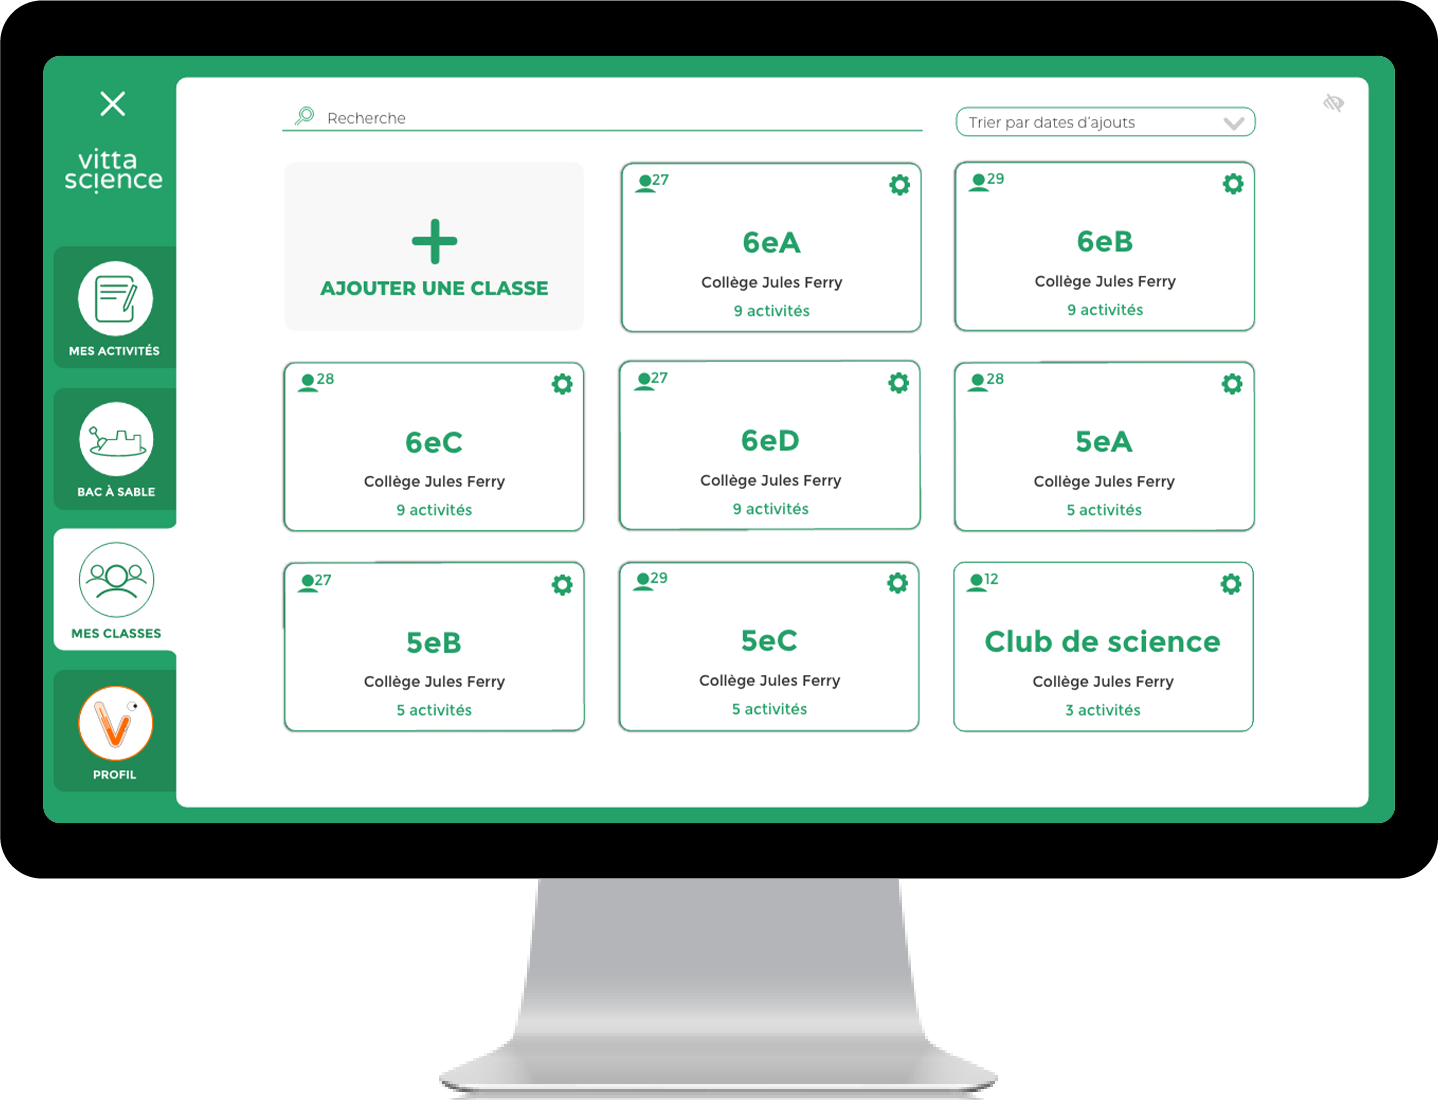 vitta
science
MES ACTIVITÉS
BAC À SABLE
MES CLASSES
PROFIL
Recherche
Trier par dates d'ajouts
AJOUTER UNE CLASSE
27
6eA
Collège Jules Ferry
9 activités
29
6eB
Collège Jules Ferry
9 activités
28
6eC
Collège Jules Ferry
9 activités
27
6eD
Collège Jules Ferry
9 activités
28
5eA
Collège Jules Ferry
5 activités
27
5eB
Collège Jules Ferry
5 activités
29
5eC
Collège Jules Ferry
5 activités
12
Club de science
Collège Jules Ferry
3 activités